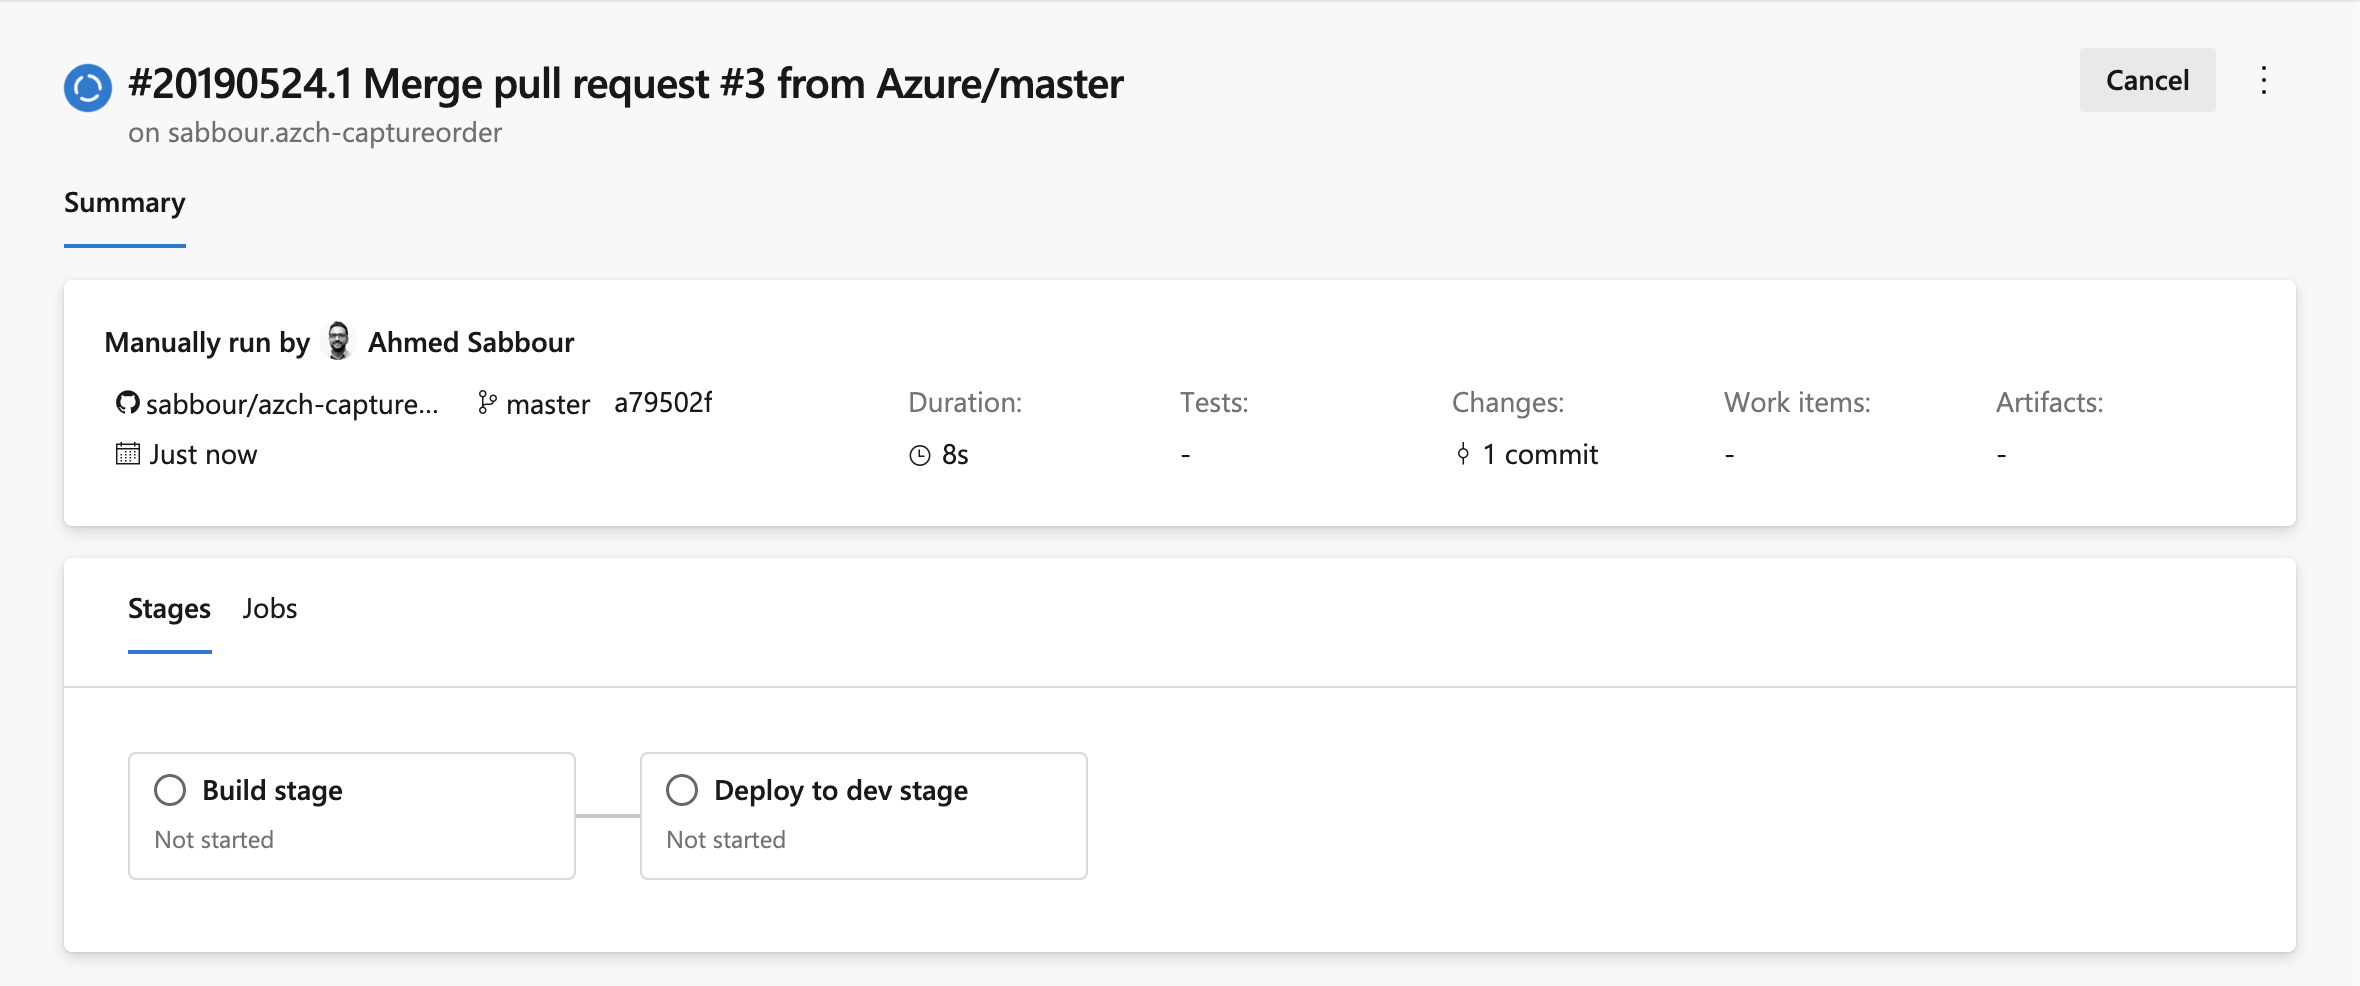 #20190524.1 Merge pull request #3 from Azure/master
Cancel
on sabbour.azch-captureorder
Summary
Manually run by Ahmed Sabbour
sabbour/azch-capture... master a79502f
Just now
Duration:
8s
Tests:
-
Changes:
1 commit
Work items:
-
Artifacts:
-
Stages Jobs
Build stage
Not started
Deploy to dev stage
Not started